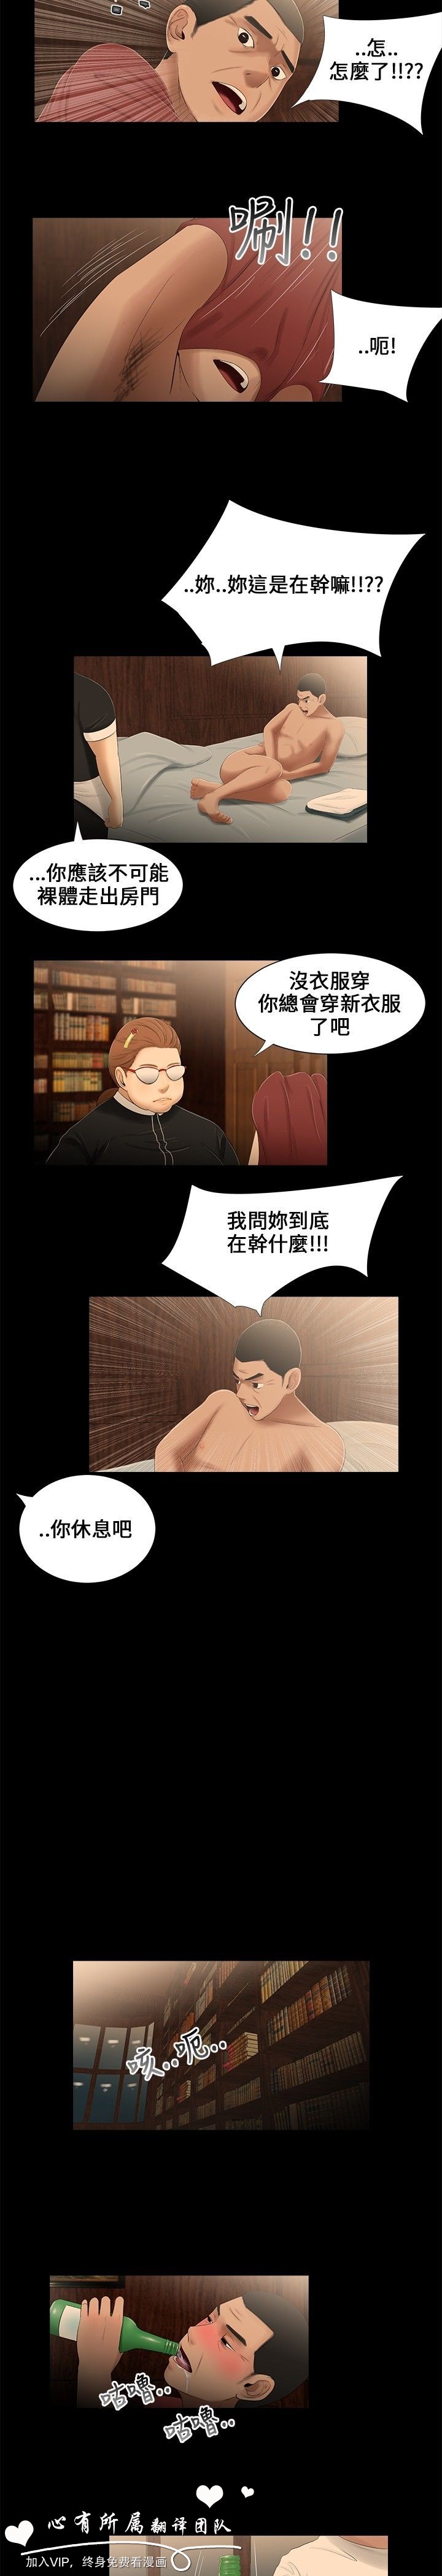 ..怎..
怎麼了!!??
唰!!
..呃!
..妳..妳這是在幹嘛!!??
...你應該不可能
裸體走出房門
沒衣服穿
你總會穿新衣服
了吧
我問妳到底
在幹什麼!!!
..你休息吧
咳..呃..
咕嚕..
咕嚕..
心有所属翻译团队
加入VIP，终身免费看漫画